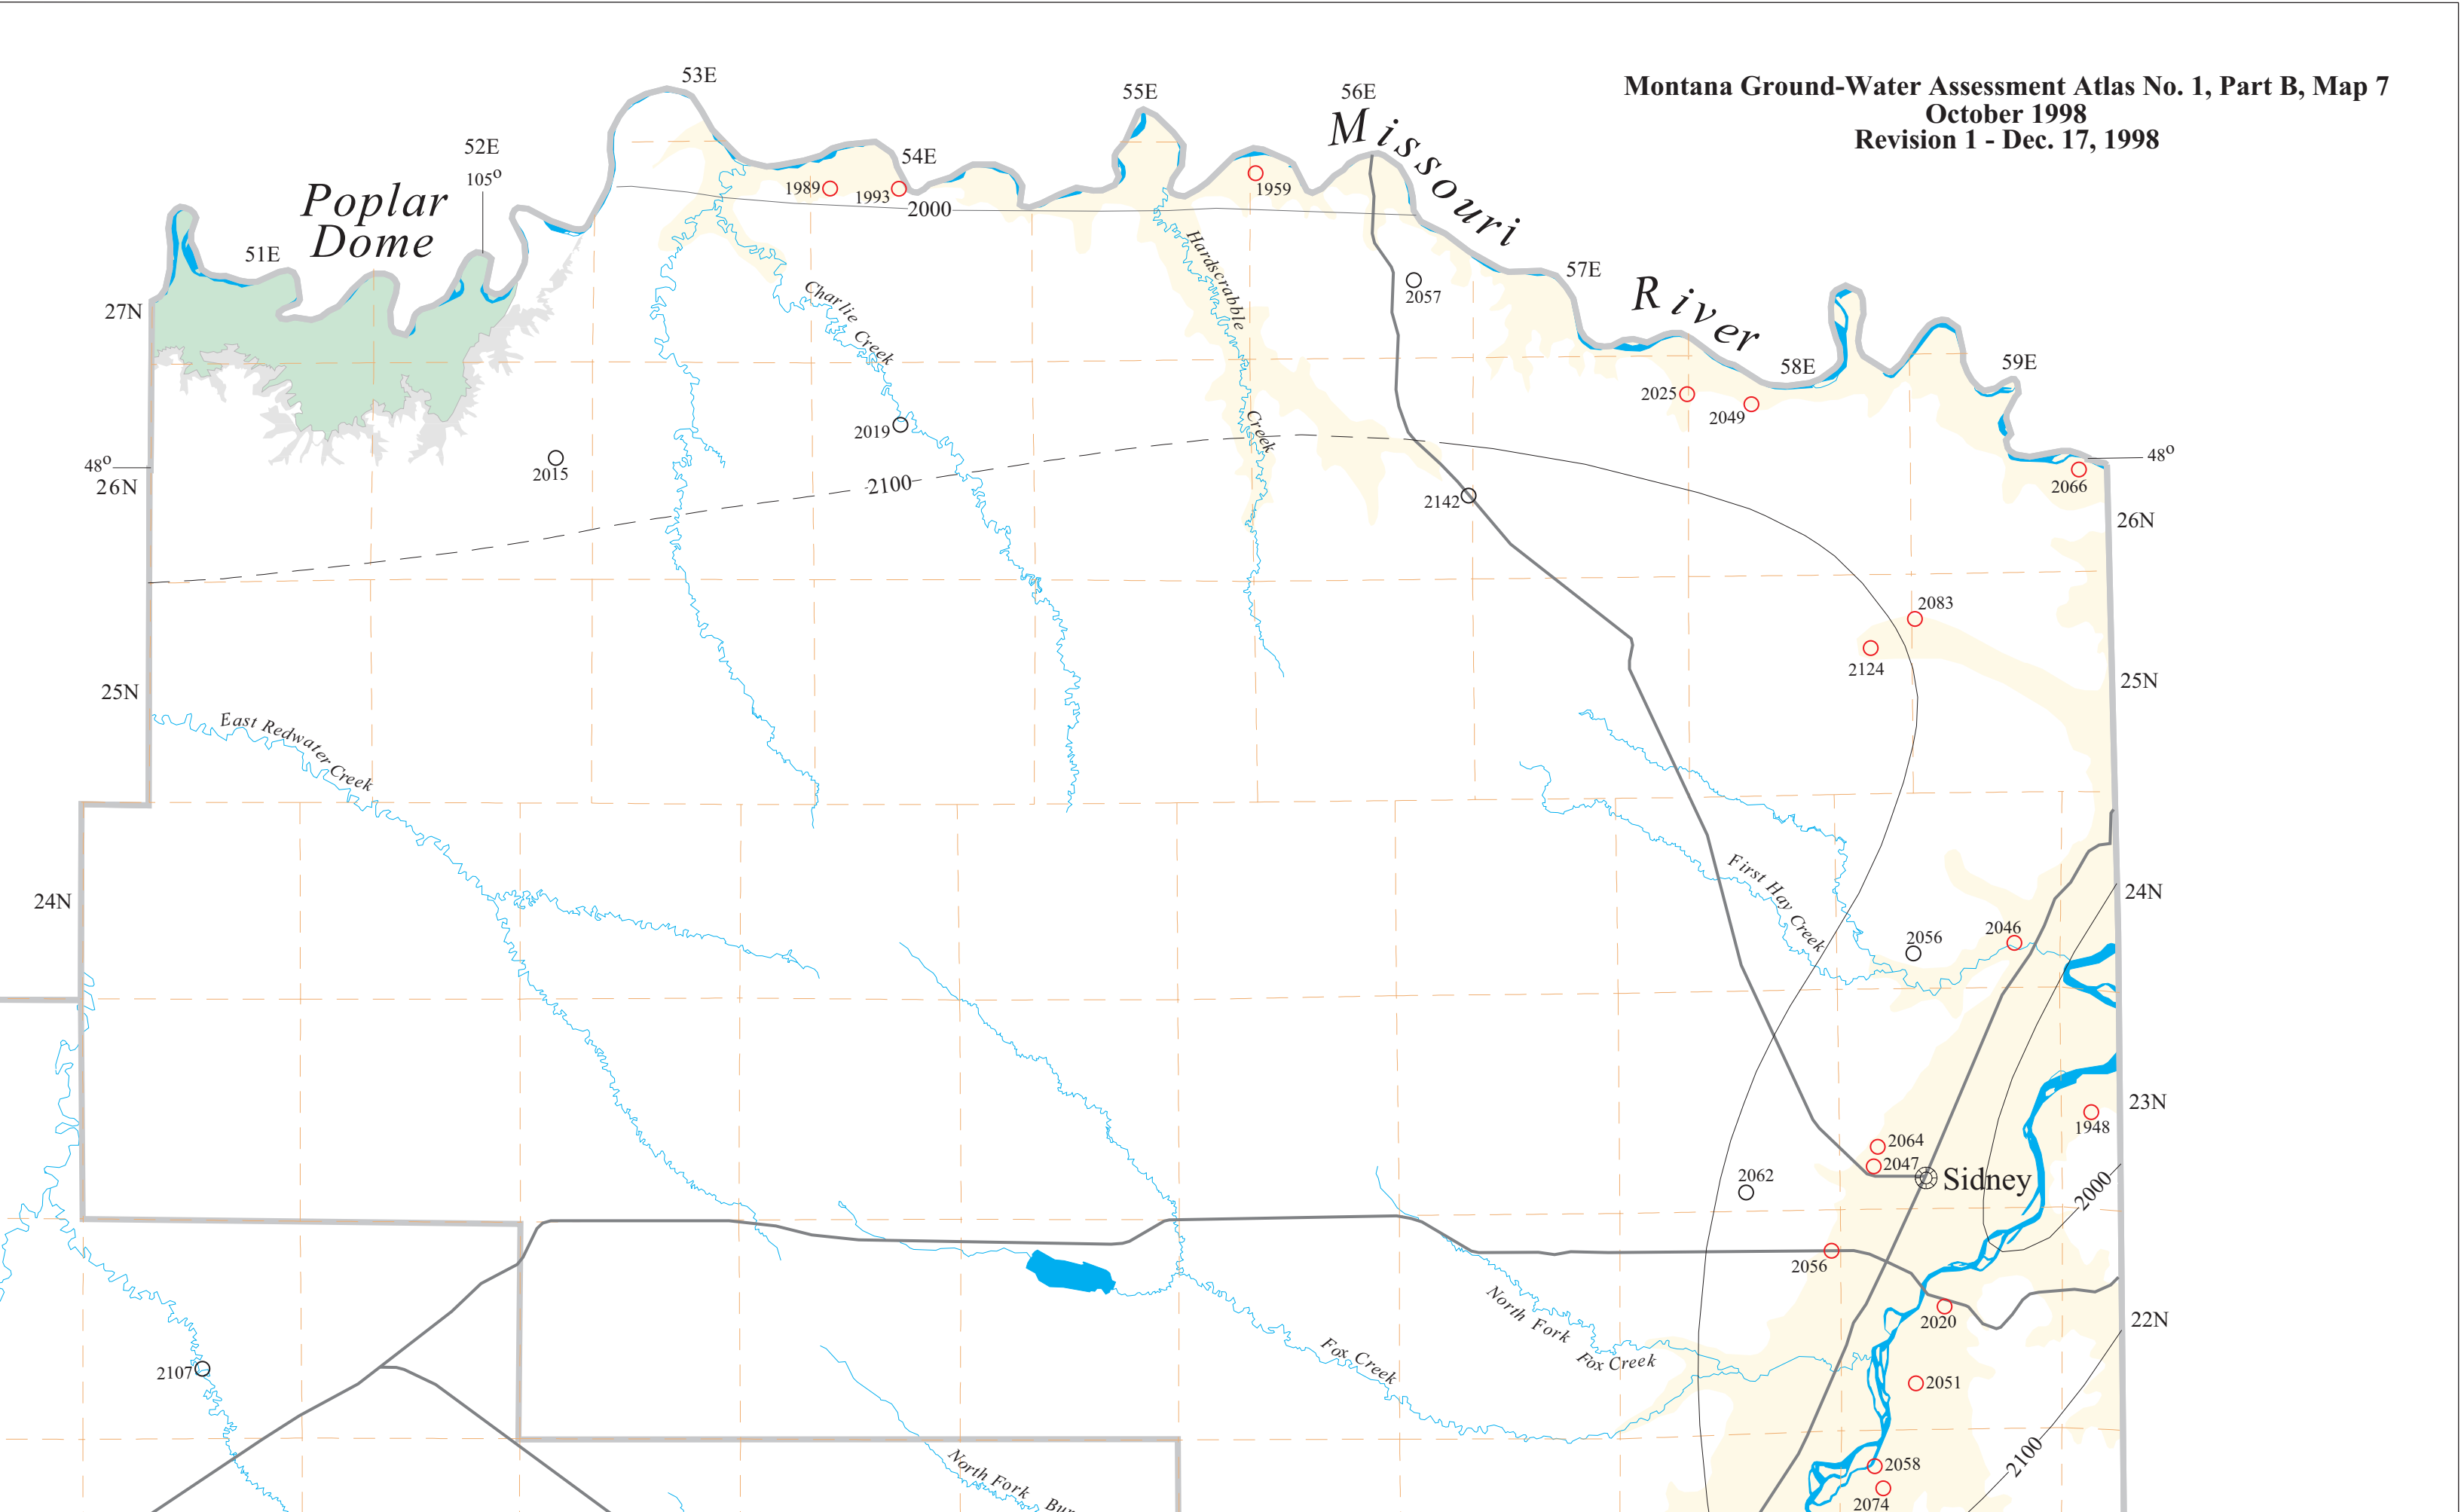 Montana Ground-Water Assessment Atlas No. 1, Part B, Map 7
October 1998
Revision 1 - Dec. 17, 1998
53E
55E
56E
Missouri
52E
54E
105o
1989
1993
1959
Poplar
Dome
2000
51E
57E
Hardscrabble
Creek
River
2057
Charlie Creek
27N
59E
58E
2025
2049
2019
48o
48o
2015
26N
2100
2066
2142
26N
2083
2124
25N
25N
East Redwater Creek
First Hay Creek
24N
24N
2046
2056
23N
1948
2064
2047
2062
Sidney
2000
2056
North Fork
Fox Creek
2020
22N
Fox Creek
2107
2051
2100
North Fork
2058
2074